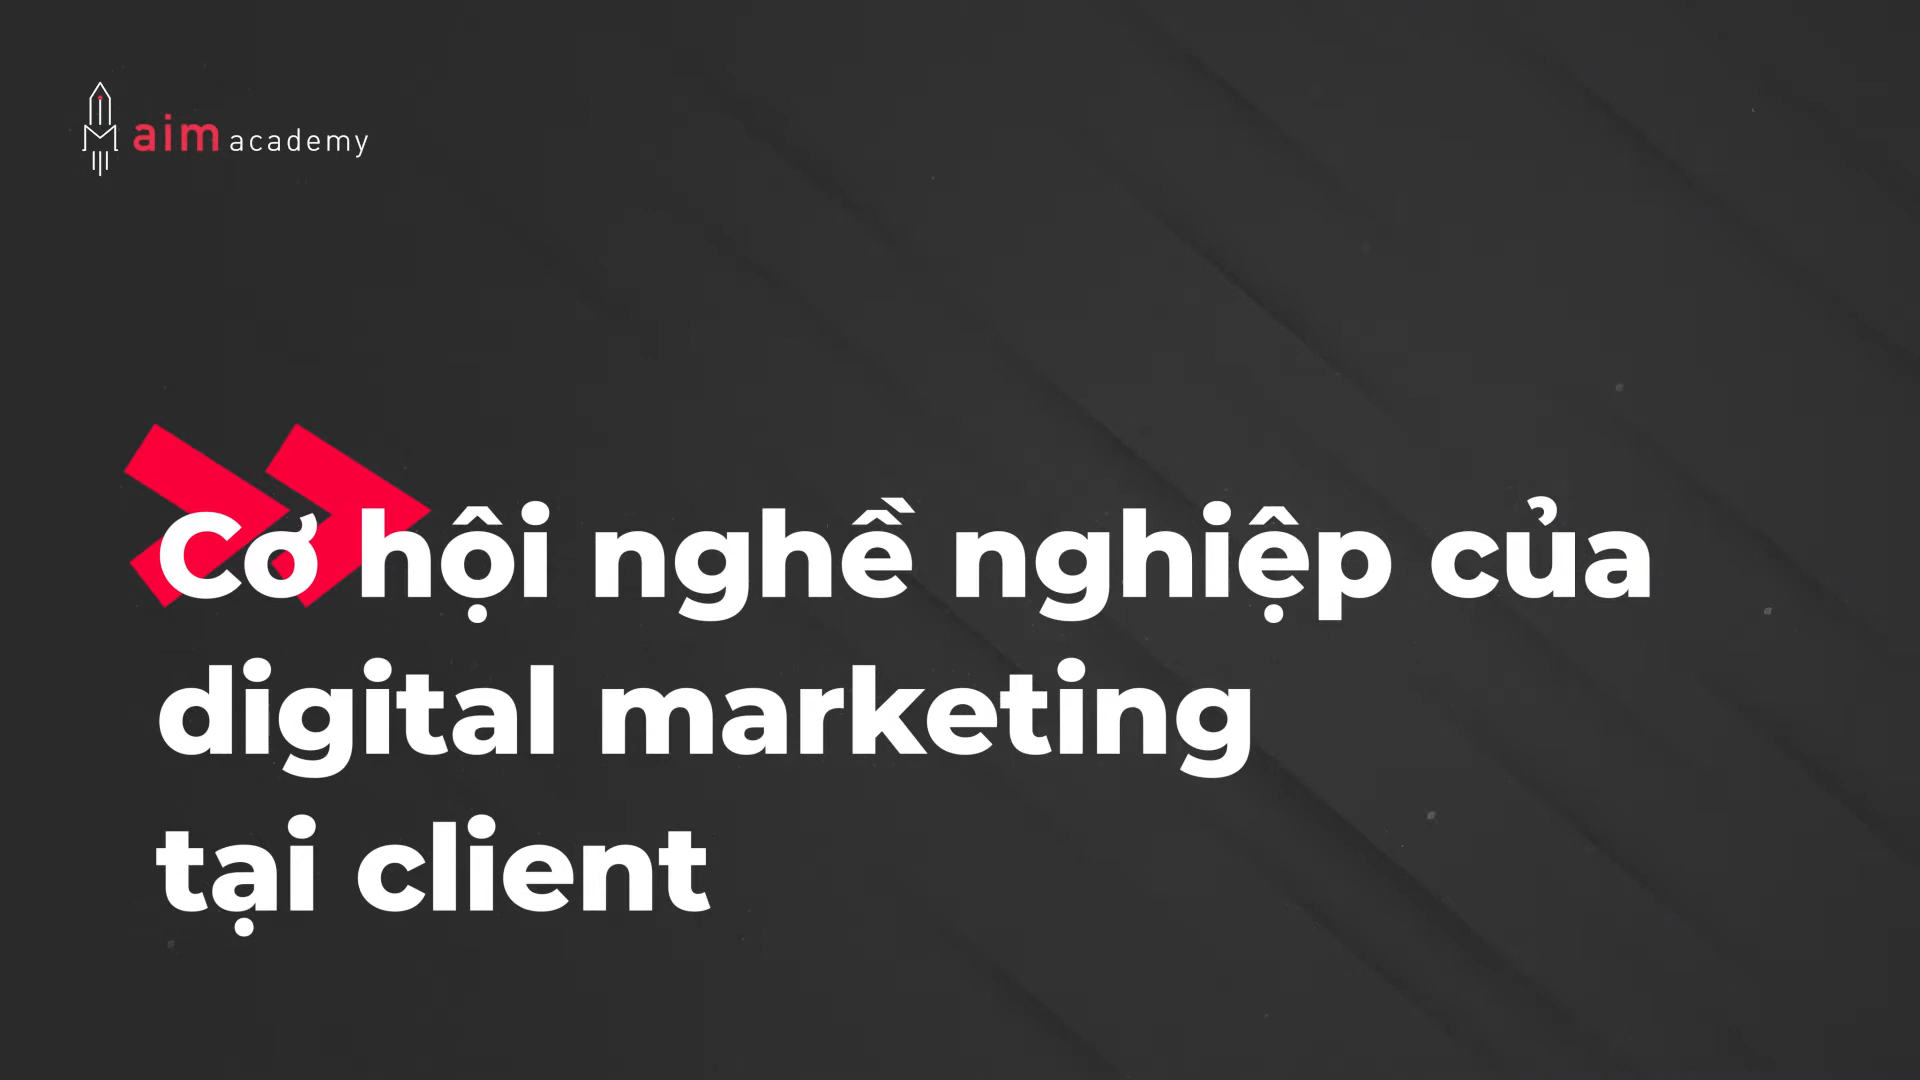 aim academy
Cơ hội nghề nghiệp của
digital marketing
tại client